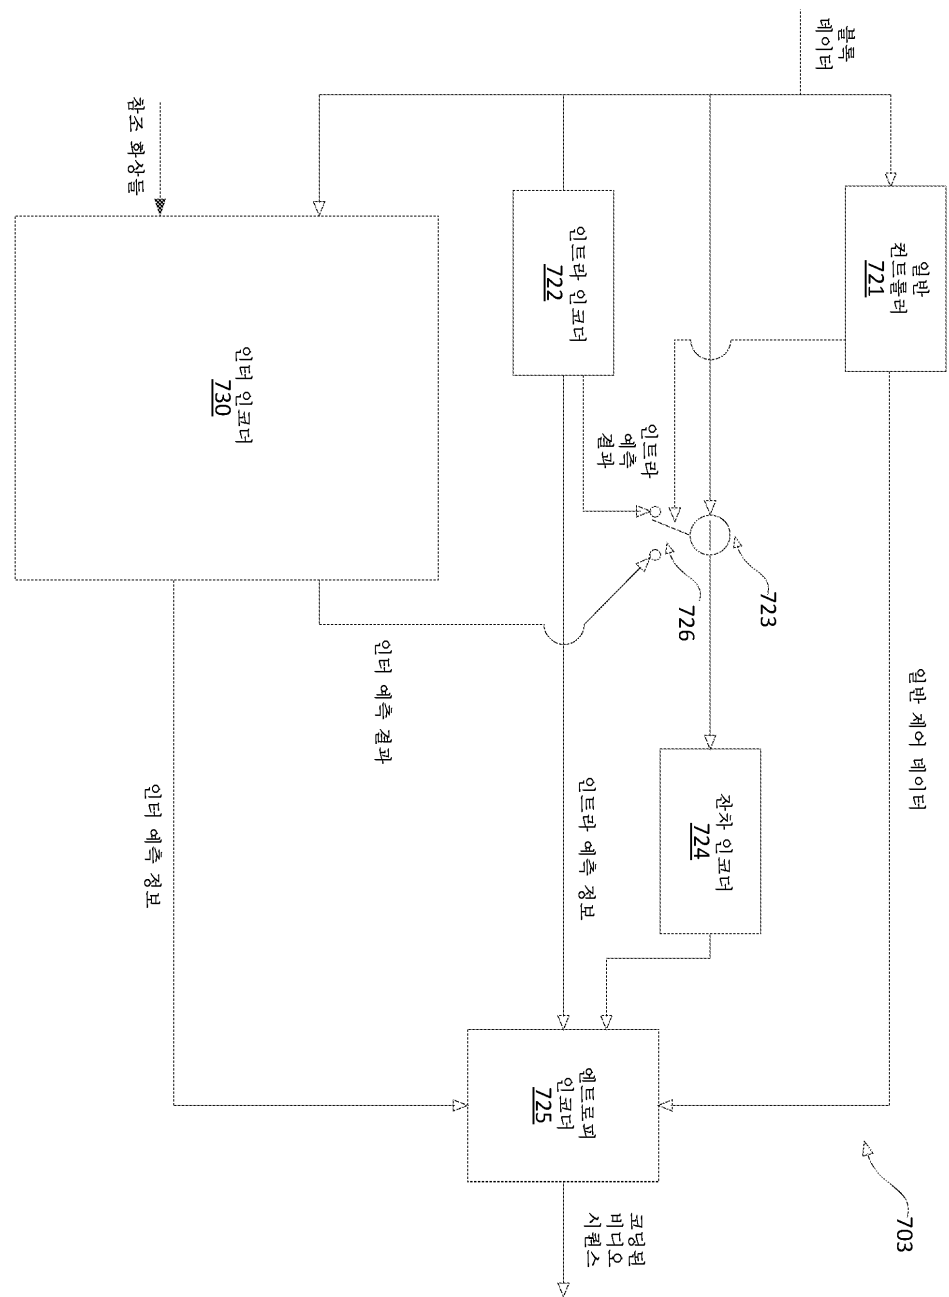 블록
데이터
일반
컨트롤러
721
참조 화상들
인트라 인코더
722
인터 인코더
730
인트라
예측
결과
723
726
인터 예측 결과
일반 제어 데이터
잔차 인코더
724
인트라 예측 정보
인터 예측 정보
엔트로피
인코더
725
703
코딩된
비디오
시퀀스